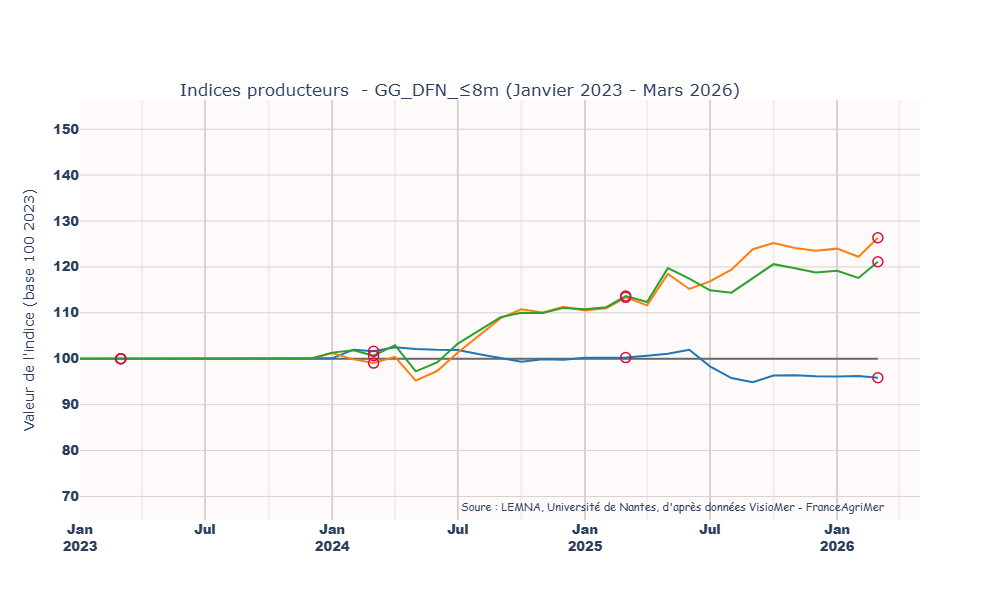 Indices producteurs - GG_DFN_≤8m (Janvier 2023 - Mars 2026)
Valeur de l'indice (base 100 2023)
150
140
130
120
110
100
90
80
70
Soure : LEMNA, Université de Nantes, d'après données VisioMer - FranceAgriMer
Jan Jul Jan Jul Jan Jul Jan
2023 2024 2025 2026